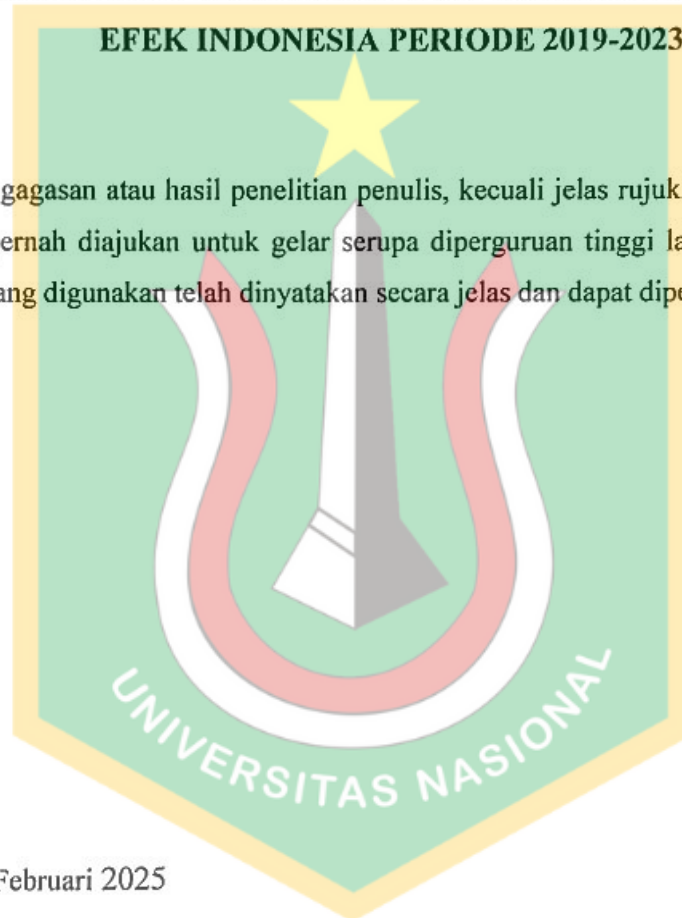 EFEK INDONESIA PERIODE 2019-2023
gagasan atau hasil penelitian penulis, kecuali jelas rujuk
ernah diajukan untuk gelar serupa diperguruan tinggi la
ang digunakan telah dinyatakan secara jelas dan dapat dipe
UNIVERSITAS NASIONAL
Februari 2025